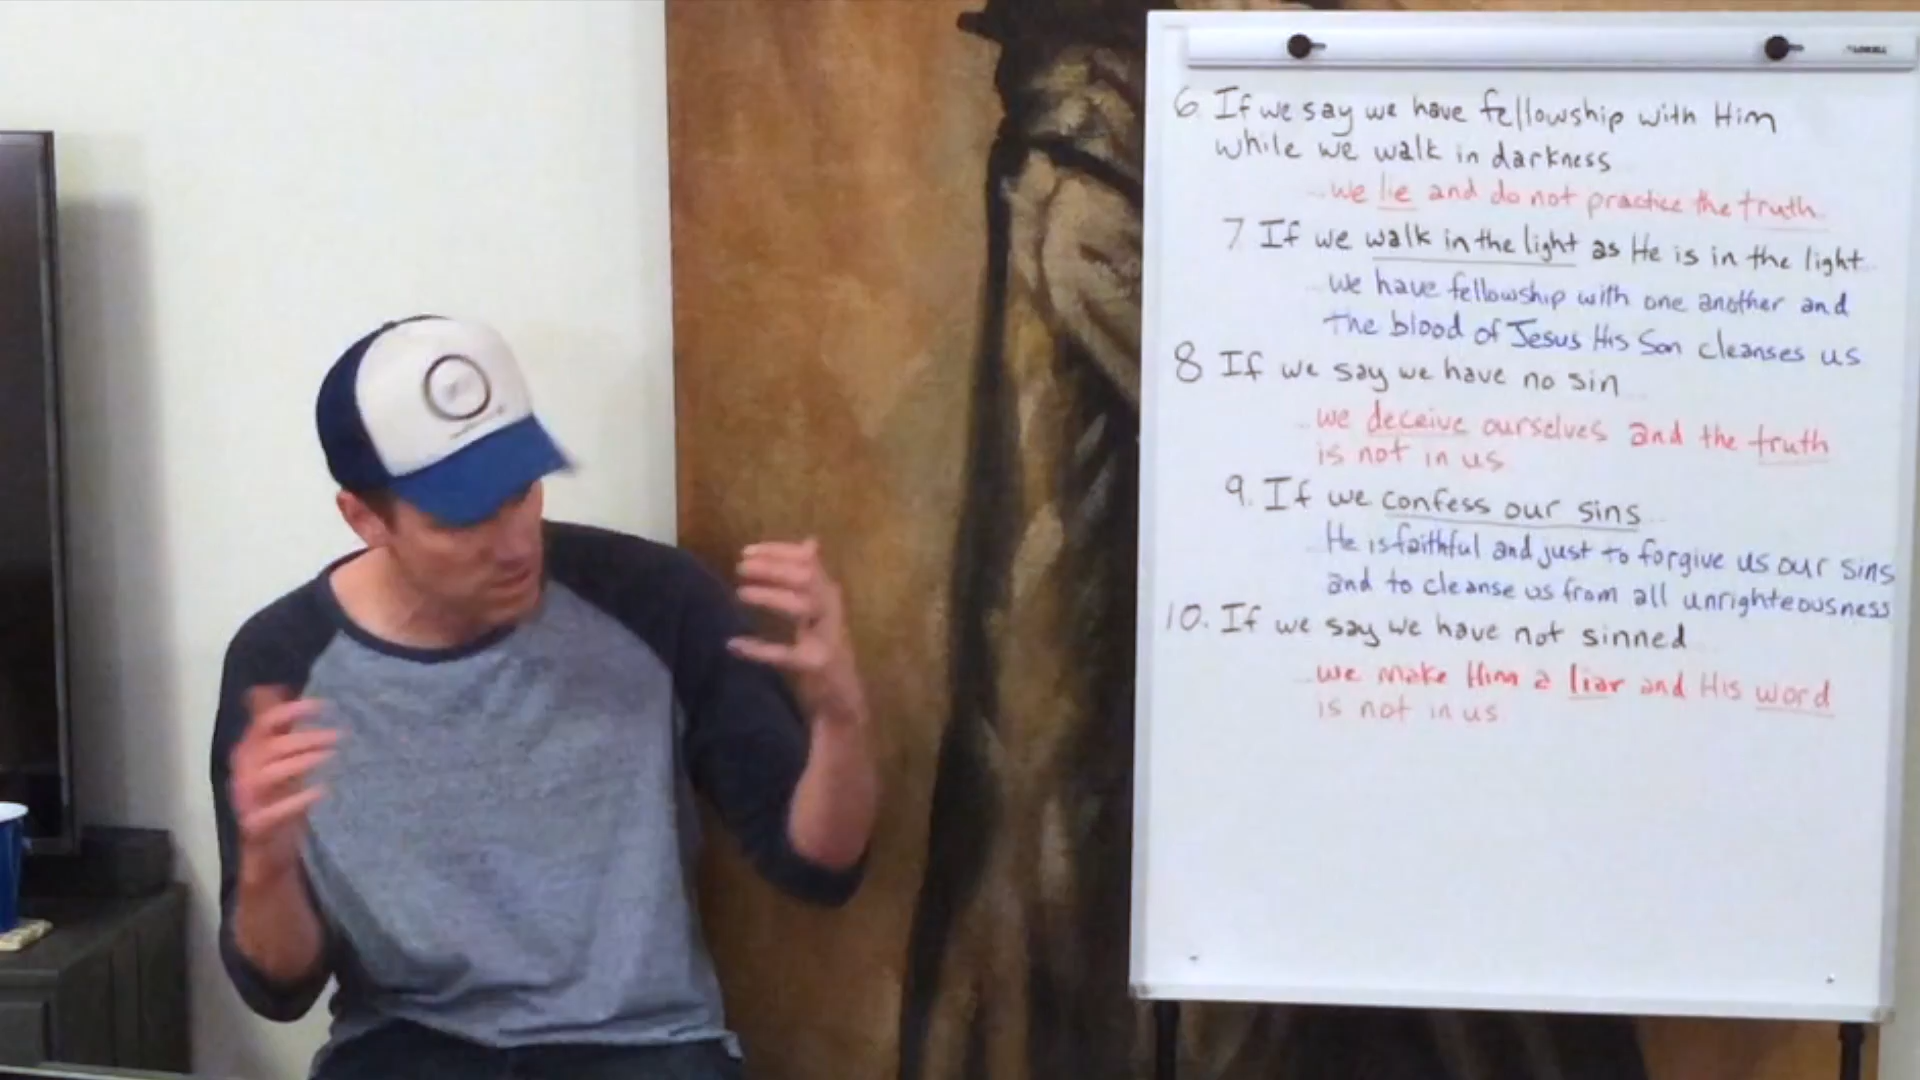 6. If we say we have fellowship with Him
while we walk in darkness
...we lie and do not practice the truth
7. If we walk in the light as He is in the light...
...we have fellowship with one another and
the blood of Jesus His Son cleanses us
8 If we say we have no sin
...we deceive ourselves and the truth
is not in us
9. If we confess our sins...
...He is faithful and just to forgive us our sins
and to cleanse us from all unrighteousness
10. If we say we have not sinned
...we make Him a liar and His word
is not in us